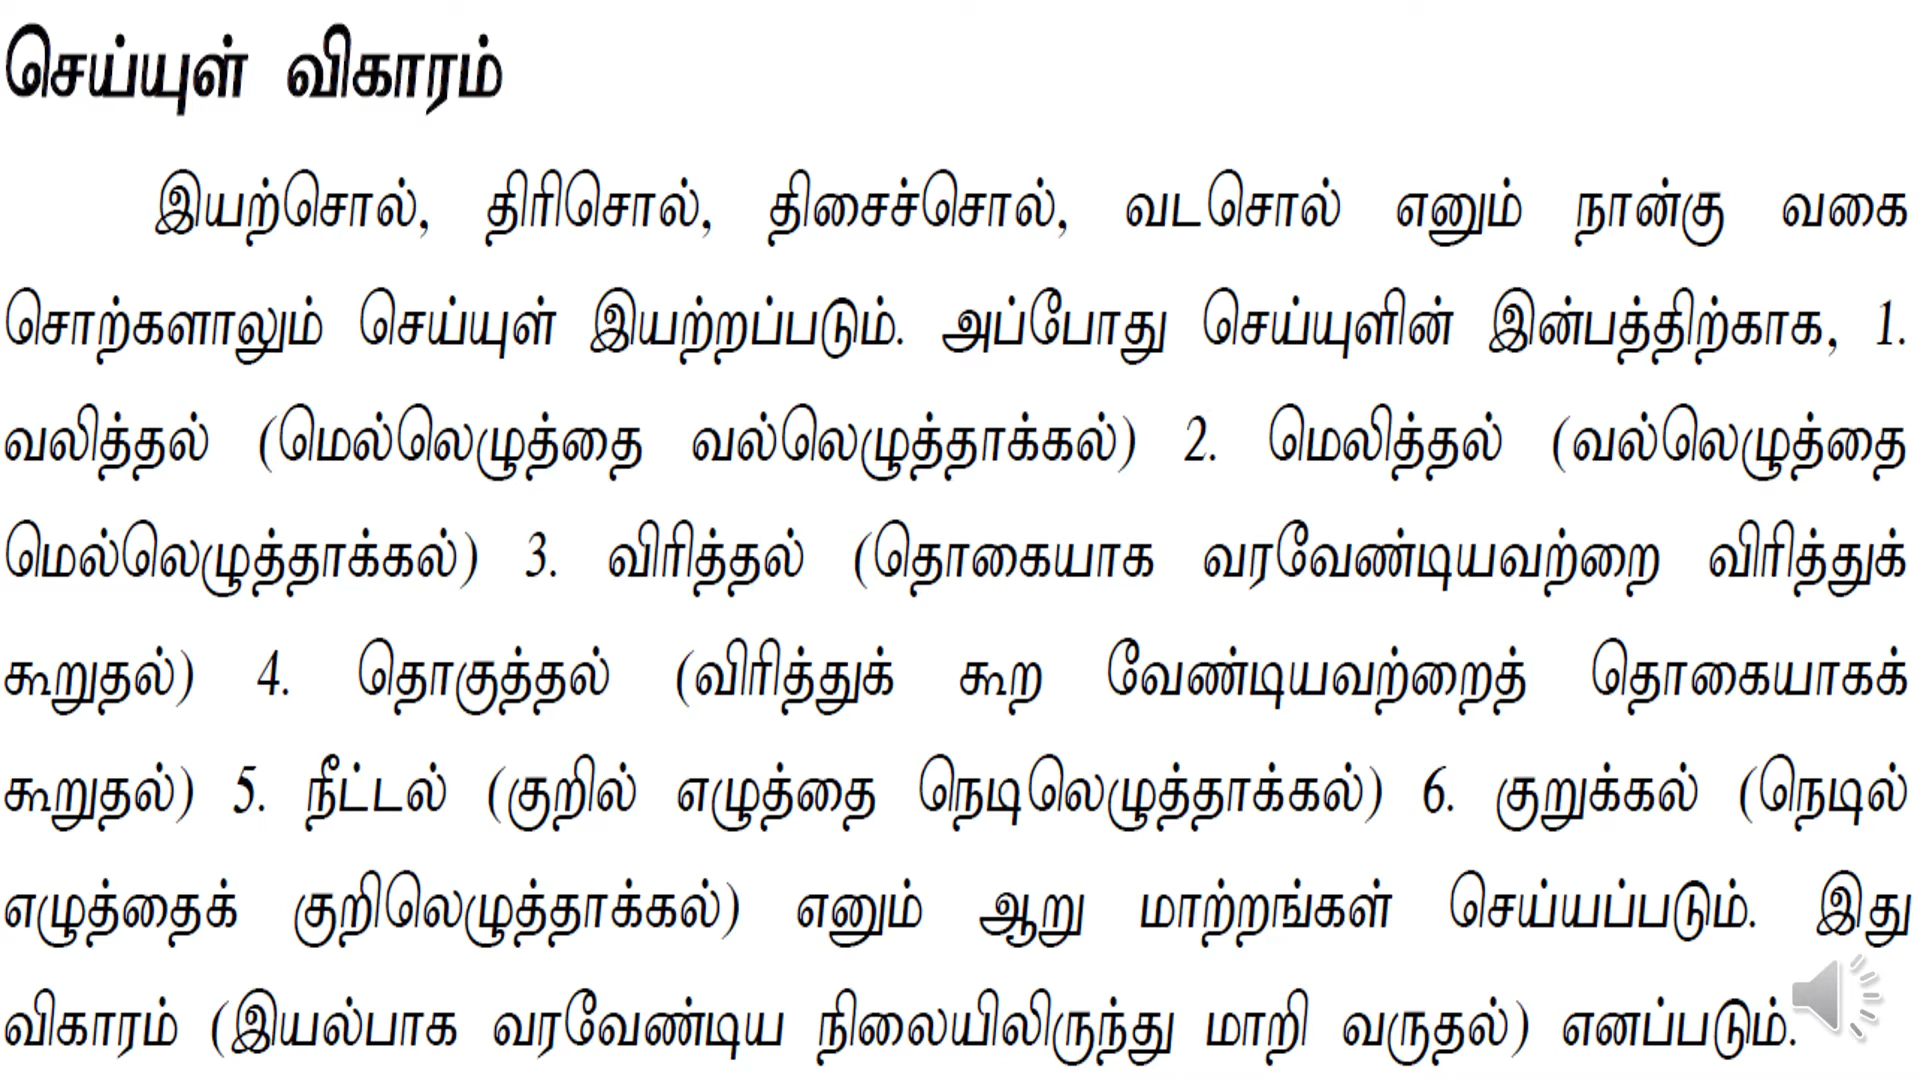 செய்யுள் விகாரம்
இயற்சொல், திரிசொல், திசைச்சொல், வடசொல் எனும் நான்கு வகை
சொற்களாலும் செய்யுள் இயற்றப்படும். அப்போது செய்யுளின் இன்பத்திற்காக, 1.
வலித்தல் (மெல்லெழுத்தை வல்லெழுத்தாக்கல்) 2. மெலித்தல் (வல்லெழுத்தை
மெல்லெழுத்தாக்கல்) 3. விரித்தல் (தொகையாக வரவேண்டியவற்றை விரித்துக்
கூறுதல்) 4. தொகுத்தல் (விரித்துக் கூற வேண்டியவற்றைத் தொகையாகக்
கூறுதல்) 5. நீட்டல் (குறில் எழுத்தை நெடிலெழுத்தாக்கல்) 6. குறுக்கல் (நெடில்
எழுத்தைக் குறிலெழுத்தாக்கல்) எனும் ஆறு மாற்றங்கள் செய்யப்படும். இது
விகாரம் (இயல்பாக வரவேண்டிய நிலையிலிருந்து மாறி வருதல்) எனப்படும்.